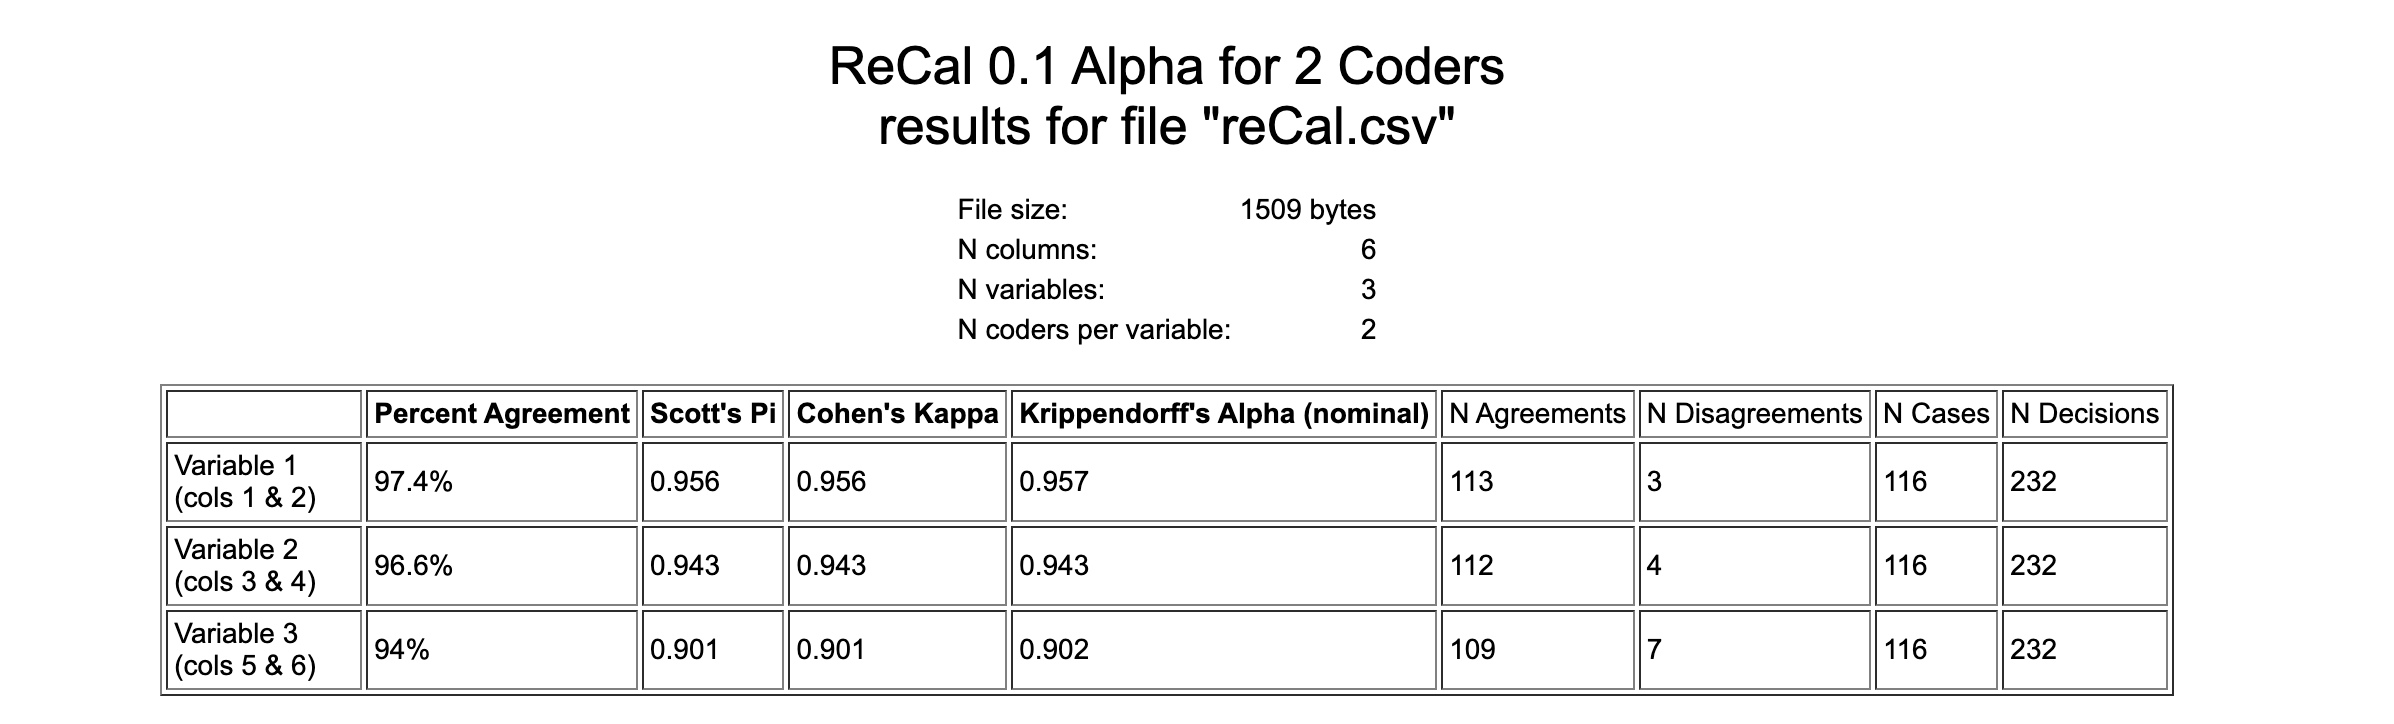 ReCal 0.1 Alpha for 2 Coders
results for file "reCal.csv"
File size: 1509 bytes
N columns: 6
N variables: 3
N coders per variable: 2
Percent Agreement Scott's Pi Cohen's Kappa Krippendorff's Alpha (nominal) N Agreements N Disagreements N Cases N Decisions
Variable 1
(cols 1 & 2) 97.4% 0.956 0.956 0.957 113 3 116 232
Variable 2
(cols 3 & 4) 96.6% 0.943 0.943 0.943 112 4 116 232
Variable 3
(cols 5 & 6) 94% 0.901 0.901 0.902 109 7 116 232